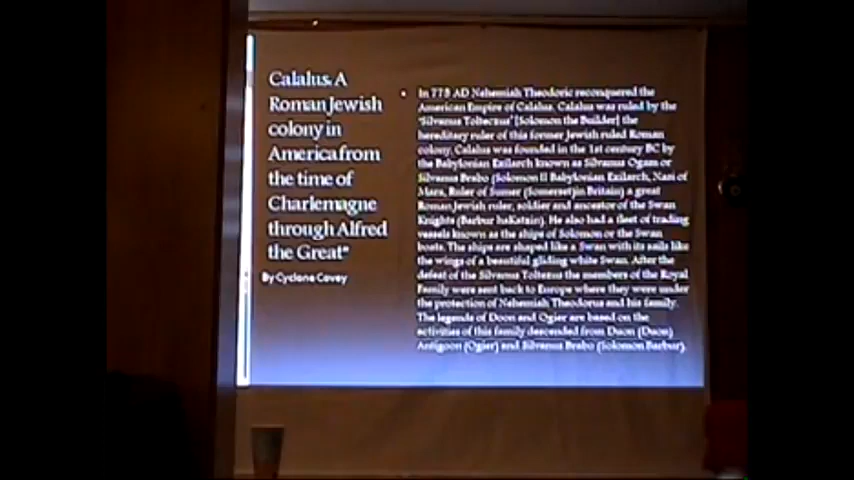 Calalus. A
Roman Jewish
colony in
America from
the time of
Charlemagne
through Alfred
the Great"
By Cyclone Covey
• In 778 AD Nehemiah Theodoric reconquered the
American Empire of Calalus. Calalus was ruled by the
'Silvanus Toltecnus' [Solomon the Builder] the
hereditary ruler of this former Jewish ruled Roman
colony. Calalus was founded in the 1st century BC by
the Babylonian Exilarch known as Silvanus Ogam or
Silvanus Brabo (Solomon II Babylonian Exilarch, Nasi of
Mara, Ruler of Sumer (Somerset)in Britain) a great
Roman Jewish ruler, soldier and ancestor of the Swan
Knights (Barbur haKatzin). He also had a fleet of trading
vessels known as the ships of Solomon or the Swan
boats. The ships are shaped like a Swan with its sails like
the wings of a beautiful gliding white Swan. After the
defeat of the Silvanus Toltenus the members of the Royal
Family were sent back to Europe where they were under
the protection of Nehemiah Theodorus and his family.
The legends of Doon and Ogier are based on the
activities of this family descended from Duon (Duon)
Antigoon (Ogier) and Silvanus Brabo (Solomon Barbur).